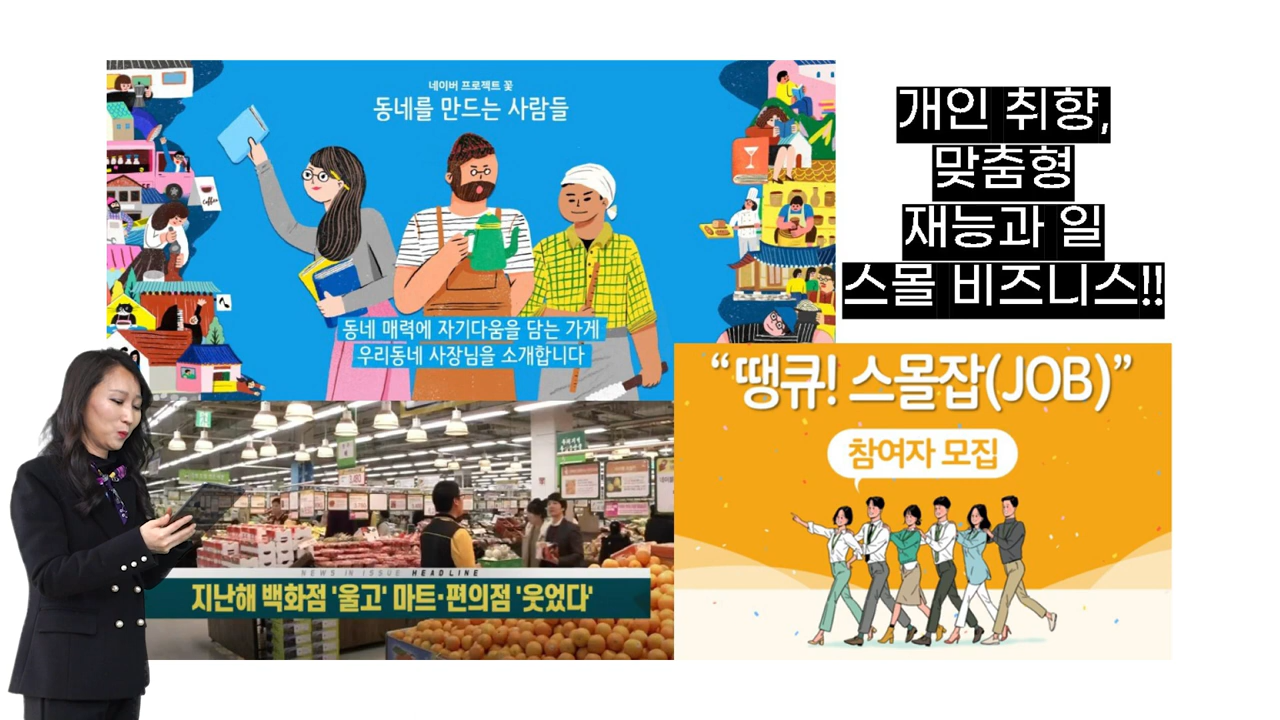 네이버 프로젝트 꽃
동네를 만드는 사람들
Coffee
동네 매력에 자기다움을 담는 가게
우리동네 사장님을 소개합니다
개인 취향,
맞춤형
재능과 일
스몰 비즈니스!!
NEWS IN ISSUE HEADLINE
지난해 백화점 '울고' 마트·편의점 '웃었다'
“땡큐! 스몰잡(JOB)”
참여자 모집